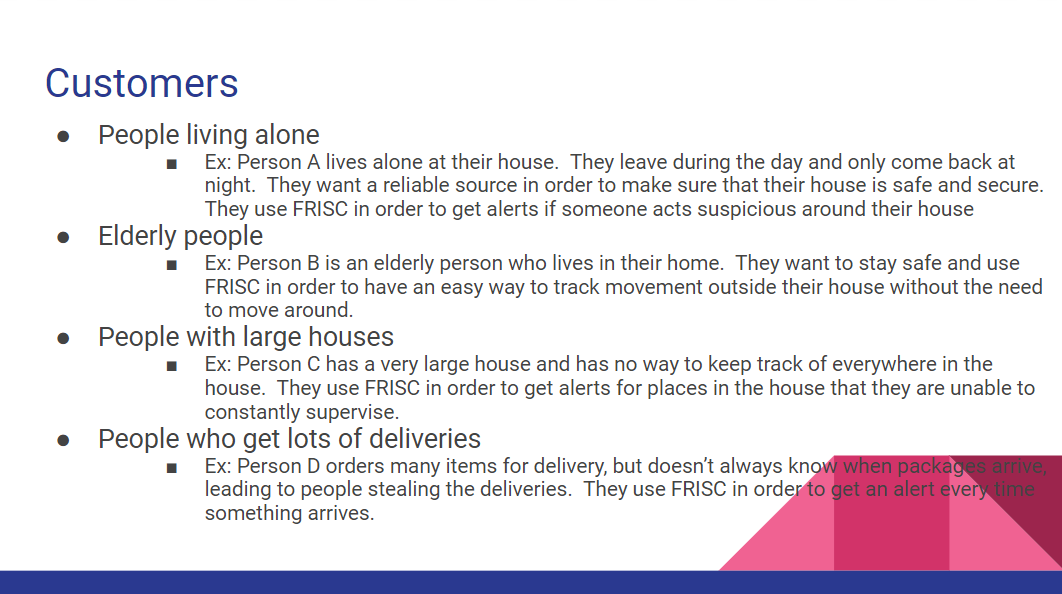 Customers
● People living alone
■ Ex: Person A lives alone at their house.  They leave during the day and only come back at
night.  They want a reliable source in order to make sure that their house is safe and secure.
They use FRISC in order to get alerts if someone acts suspicious around their house
● Elderly people
■ Ex: Person B is an elderly person who lives in their home.  They want to stay safe and use
FRISC in order to have an easy way to track movement outside their house without the need
to move around.
● People with large houses
■ Ex: Person C has a very large house and has no way to keep track of everywhere in the
house.  They use FRISC in order to get alerts for places in the house that they are unable to
constantly supervise.
● People who get lots of deliveries
■ Ex: Person D orders many items for delivery, but doesn’t always know when packages arrive,
leading to people stealing the deliveries.  They use FRISC in order to get an alert every time
something arrives.